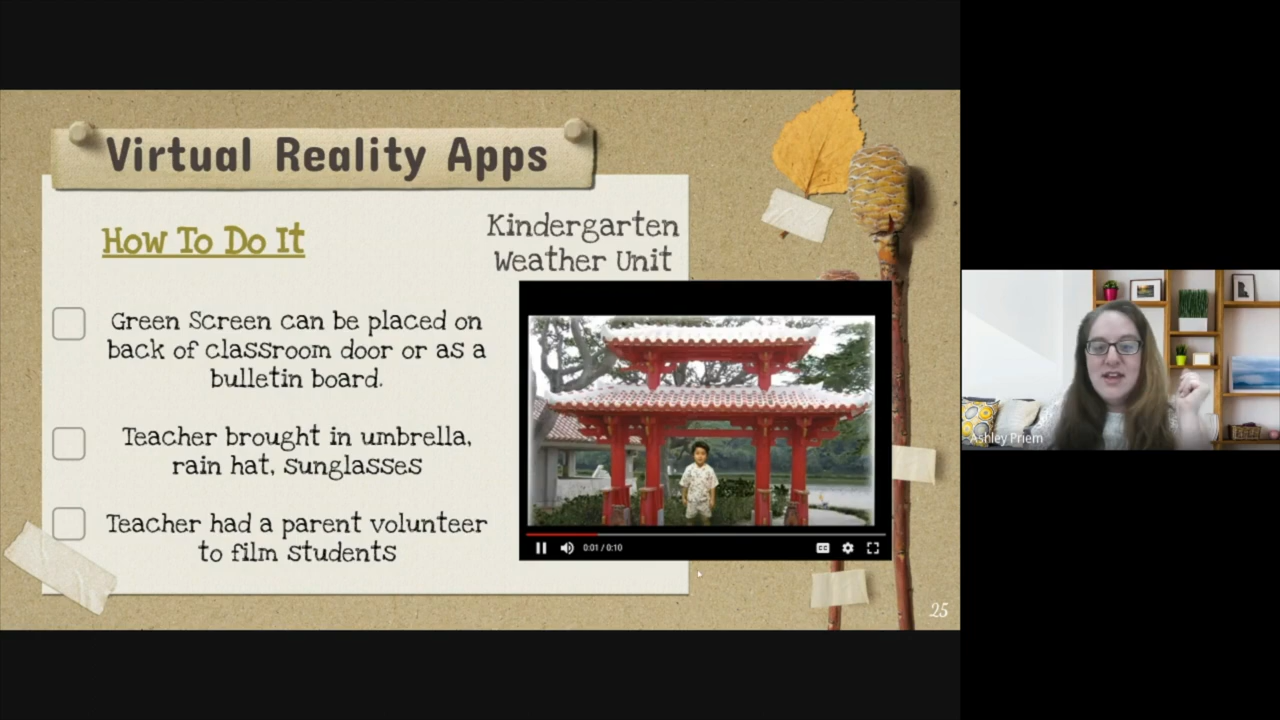 Virtual Reality Apps
How To Do It
Kindergarten
Weather Unit
Green Screen can be placed on
back of classroom door or as a
bulletin board.
Teacher brought in umbrella,
rain hat, sunglasses
Teacher had a parent volunteer
to film students
0:01 / 0:10
CC
25
Ashley Priem